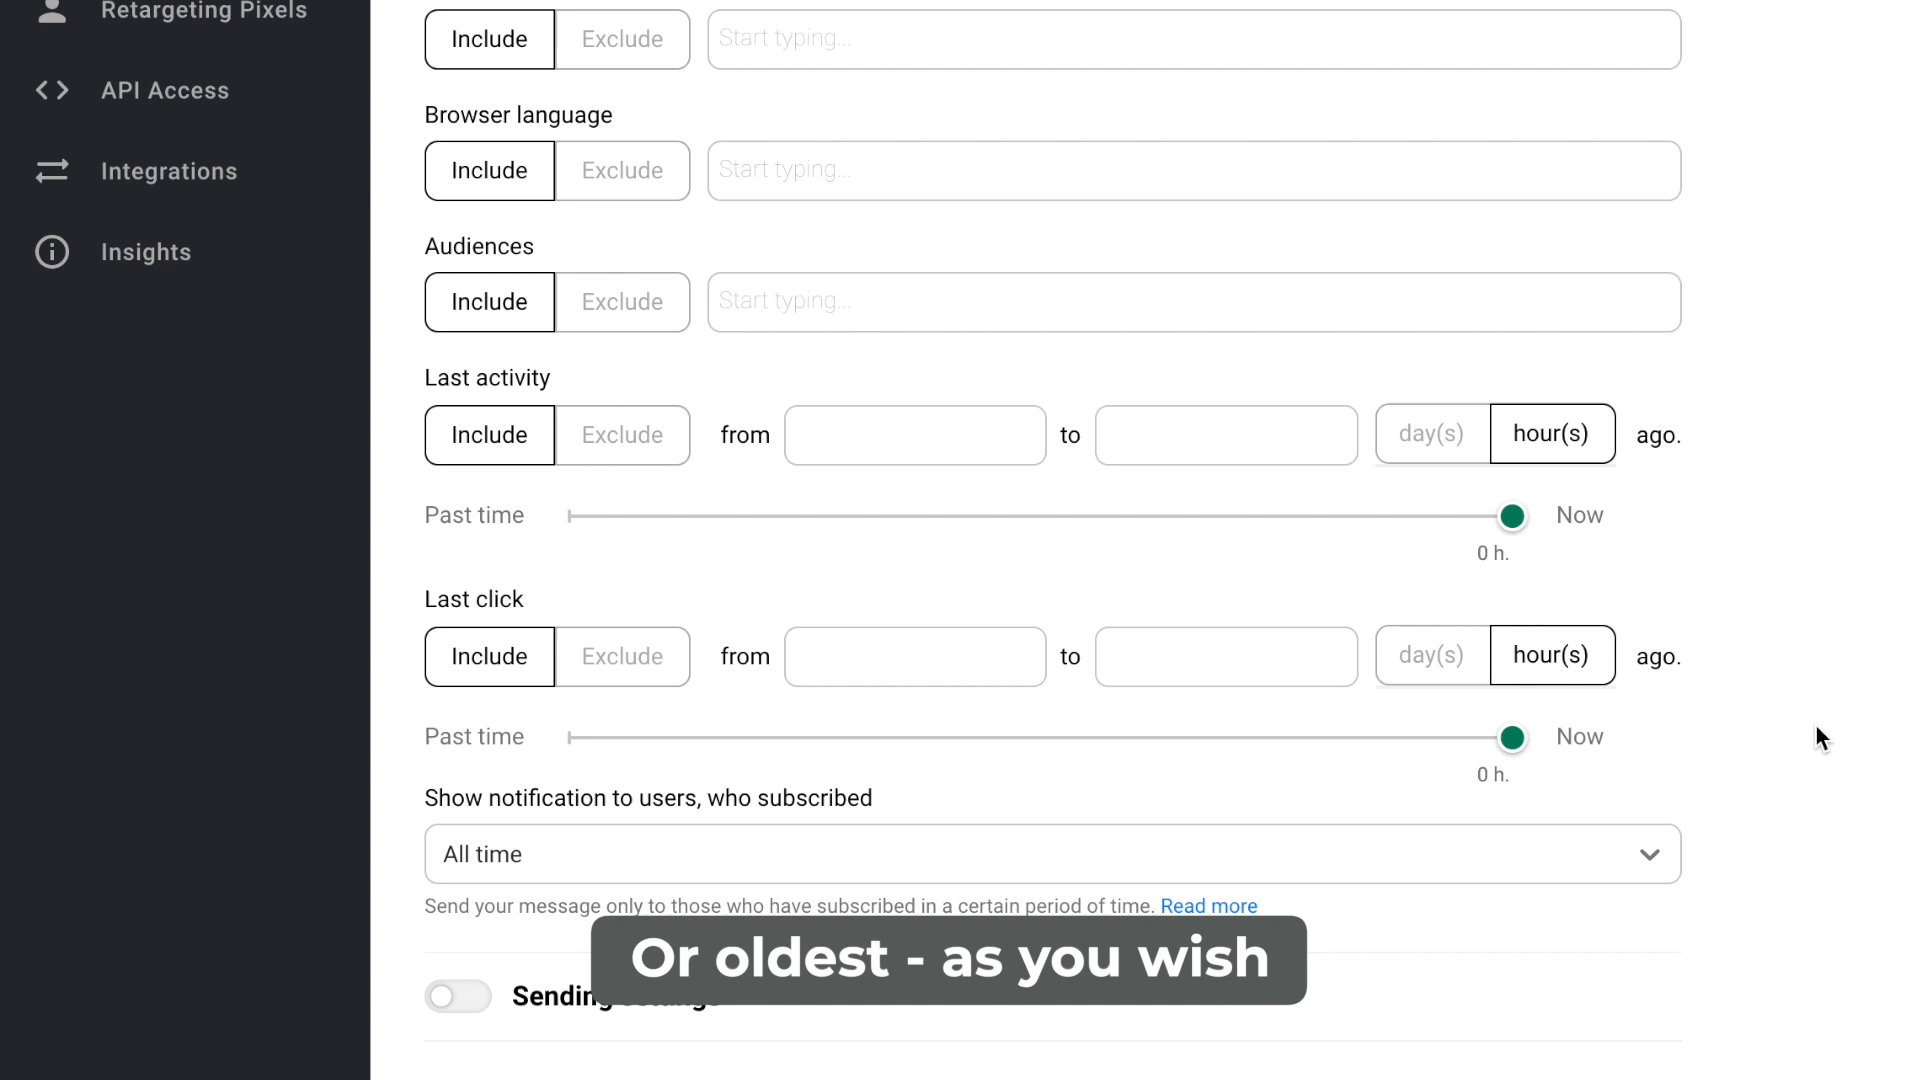 Retargeting Pixels
API Access
Integrations
Insights
Include Exclude Start typing...
Browser language
Include Exclude Start typing...
Audiences
Include Exclude Start typing...
Last activity
Include Exclude from to day(s) hour(s) ago.
Past time Now
0 h.
Last click
Include Exclude from to day(s) hour(s) ago.
Past time Now
0 h.
Show notification to users, who subscribed
All time
Send your message only to those who have subscribed in a certain period of time. Read more
Or oldest - as you wish
Sending